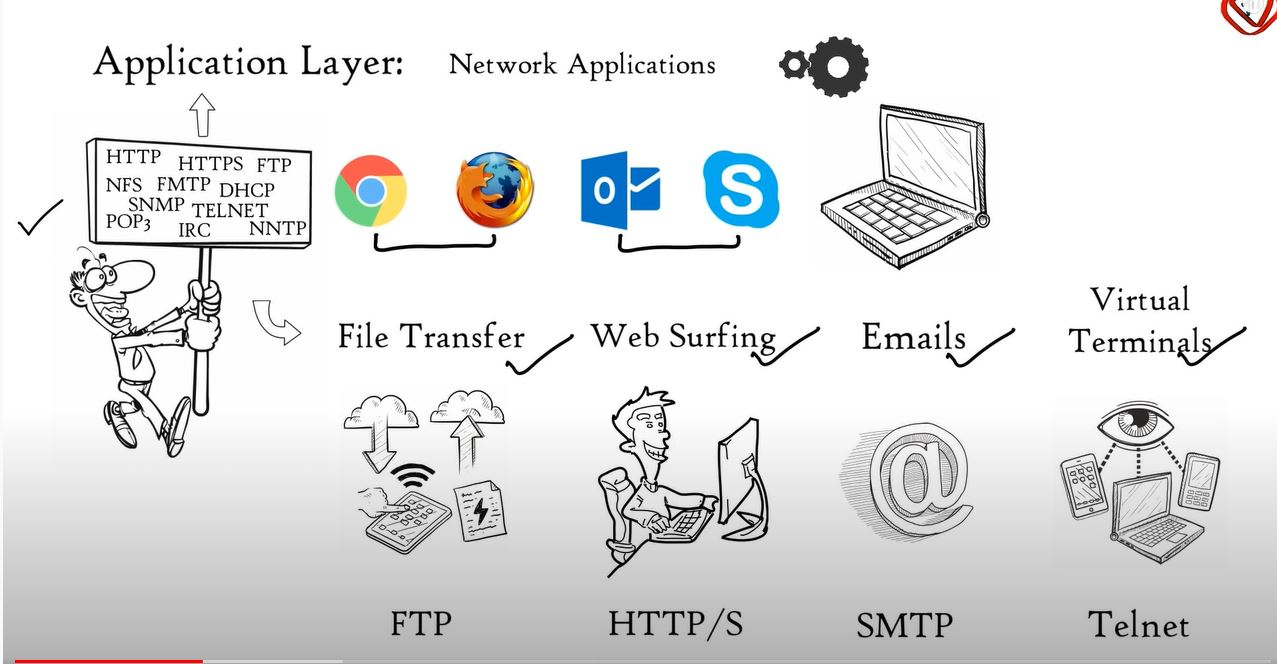 Application Layer: Network Applications
HTTP HTTPS FTP
NFS FMTP DHCP
SNMP TELNET
POP3 IRC NNTP
File Transfer Web Surfing Emails Virtual Terminals
FTP HTTP/S SMTP Telnet